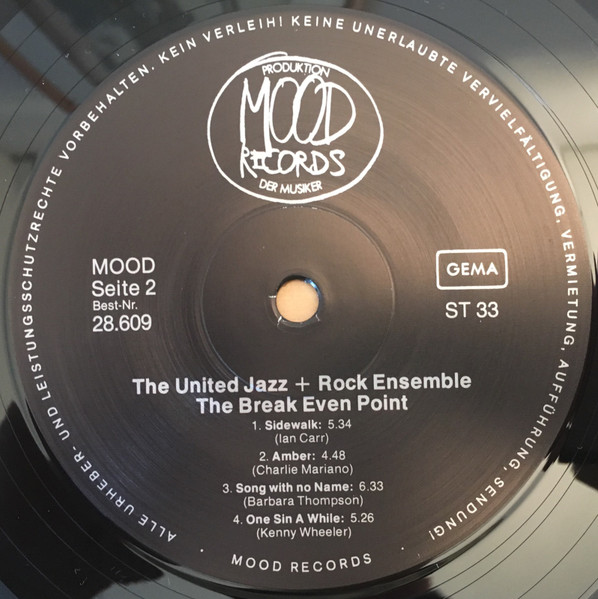 ALLE URHEBER- UND LEISTUNGSSCHUTZRECHTE VORBEHALTEN. KEIN VERLEIH! KEINE UNERLAUBTE VERVIELFÄLTIGUNG, VERMIETUNG, AUFFÜHRUNG, SENDUNG!
PRODUKTION
MOOD
RECORDS
DER MUSIKER
MOOD
Seite 2
Best-Nr.
28.609
GEMA
ST 33
The United Jazz + Rock Ensemble
The Break Even Point
1. Sidewalk: 5.34
(Ian Carr)
2. Amber: 4.48
(Charlie Mariano)
3. Song with no Name: 6.33
(Barbara Thompson)
4. One Sin A While: 5.26
(Kenny Wheeler)
· MOOD RECORDS ·